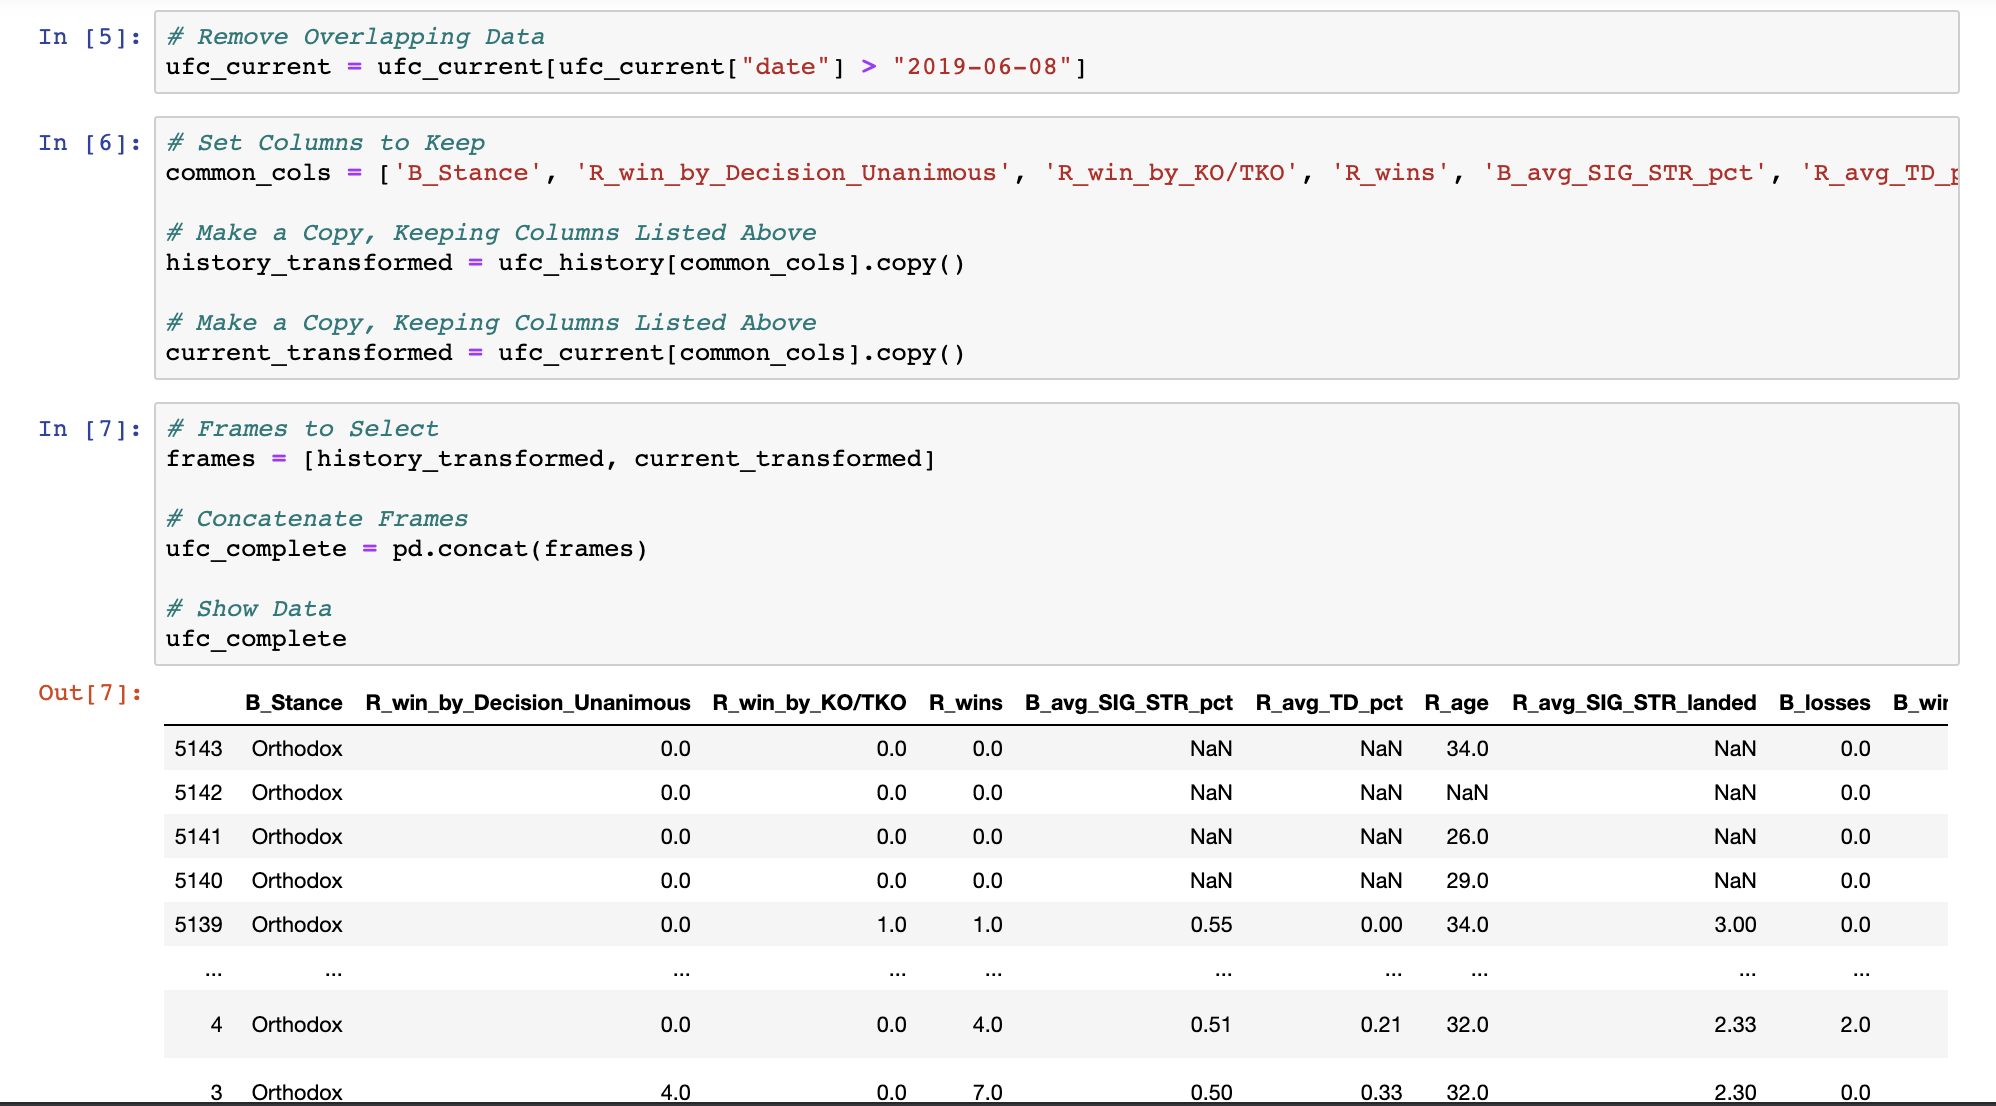 In [5]: # Remove Overlapping Data
ufc_current = ufc_current[ufc_current["date"] > "2019-06-08"]
In [6]: # Set Columns to Keep
common_cols = ['B_Stance', 'R_win_by_Decision_Unanimous', 'R_win_by_KO/TKO', 'R_wins', 'B_avg_SIG_STR_pct', 'R_avg_TD_p
# Make a Copy, Keeping Columns Listed Above
history_transformed = ufc_history[common_cols].copy()
# Make a Copy, Keeping Columns Listed Above
current_transformed = ufc_current[common_cols].copy()
In [7]: # Frames to Select
frames = [history_transformed, current_transformed]
# Concatenate Frames
ufc_complete = pd.concat(frames)
# Show Data
ufc_complete
Out[7]:
B_Stance R_win_by_Decision_Unanimous R_win_by_KO/TKO R_wins B_avg_SIG_STR_pct R_avg_TD_pct R_age R_avg_SIG_STR_landed B_losses B_wir
5143 Orthodox 0.0 0.0 0.0 NaN NaN 34.0 NaN 0.0
5142 Orthodox 0.0 0.0 0.0 NaN NaN NaN NaN 0.0
5141 Orthodox 0.0 0.0 0.0 NaN NaN 26.0 NaN 0.0
5140 Orthodox 0.0 0.0 0.0 NaN NaN 29.0 NaN 0.0
5139 Orthodox 0.0 1.0 1.0 0.55 0.00 34.0 3.00 0.0
... ... ... ... ... ... ... ... ... ...
4 Orthodox 0.0 0.0 4.0 0.51 0.21 32.0 2.33 2.0
3 Orthodox 4.0 0.0 7.0 0.50 0.33 32.0 2.30 0.0